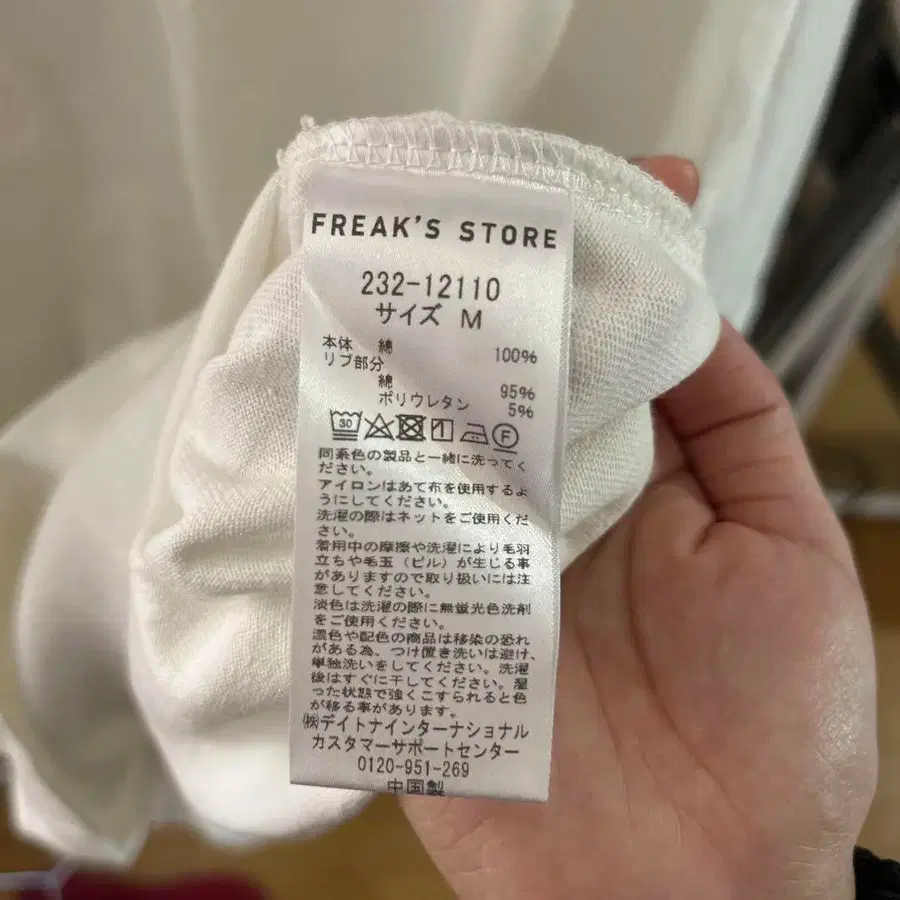 FREAK'S STORE
232-12110
サイズ M
本体 綿 100%
リブ部分
綿 95%
ポリウレタン 5%
30
F
同系色の製品と一緒に洗ってく
ださい。
アイロンはあて布を使用するよ
うにしてください。
洗濯の際はネットをご使用くだ
さい。
着用中の摩擦や洗濯により毛羽
立ちや毛玉（ピル）が生じる事
がありますので取り扱いには注
意してください。
淡色は洗濯の際に無蛍光色洗剤
をご使用ください。
濃色や配色の商品は移染の恐れ
がある為、つけ置き洗いは避け、
単独洗いをしてください。洗濯
後はすぐに干してください。湿
った状態で強くこすられると色
が移る事があります。
㈱デイトナインターナショナル
カスタマーサポートセンター
0120-951-269
中国製